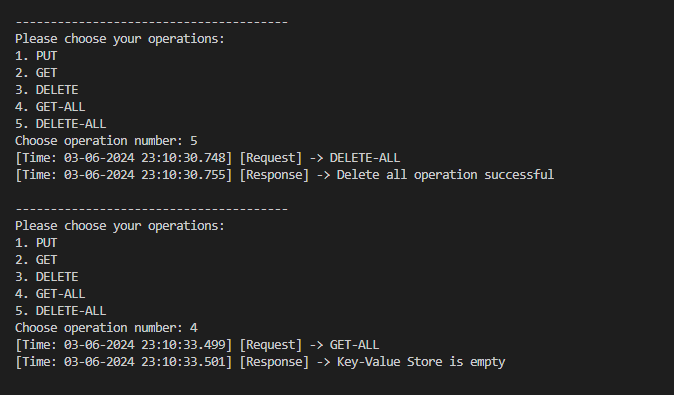 ---------------------------------------
Please choose your operations:
1. PUT
2. GET
3. DELETE
4. GET-ALL
5. DELETE-ALL
Choose operation number: 5
[Time: 03-06-2024 23:10:30.748] [Request] -> DELETE-ALL
[Time: 03-06-2024 23:10:30.755] [Response] -> Delete all operation successful
---------------------------------------
Please choose your operations:
1. PUT
2. GET
3. DELETE
4. GET-ALL
5. DELETE-ALL
Choose operation number: 4
[Time: 03-06-2024 23:10:33.499] [Request] -> GET-ALL
[Time: 03-06-2024 23:10:33.501] [Response] -> Key-Value Store is empty